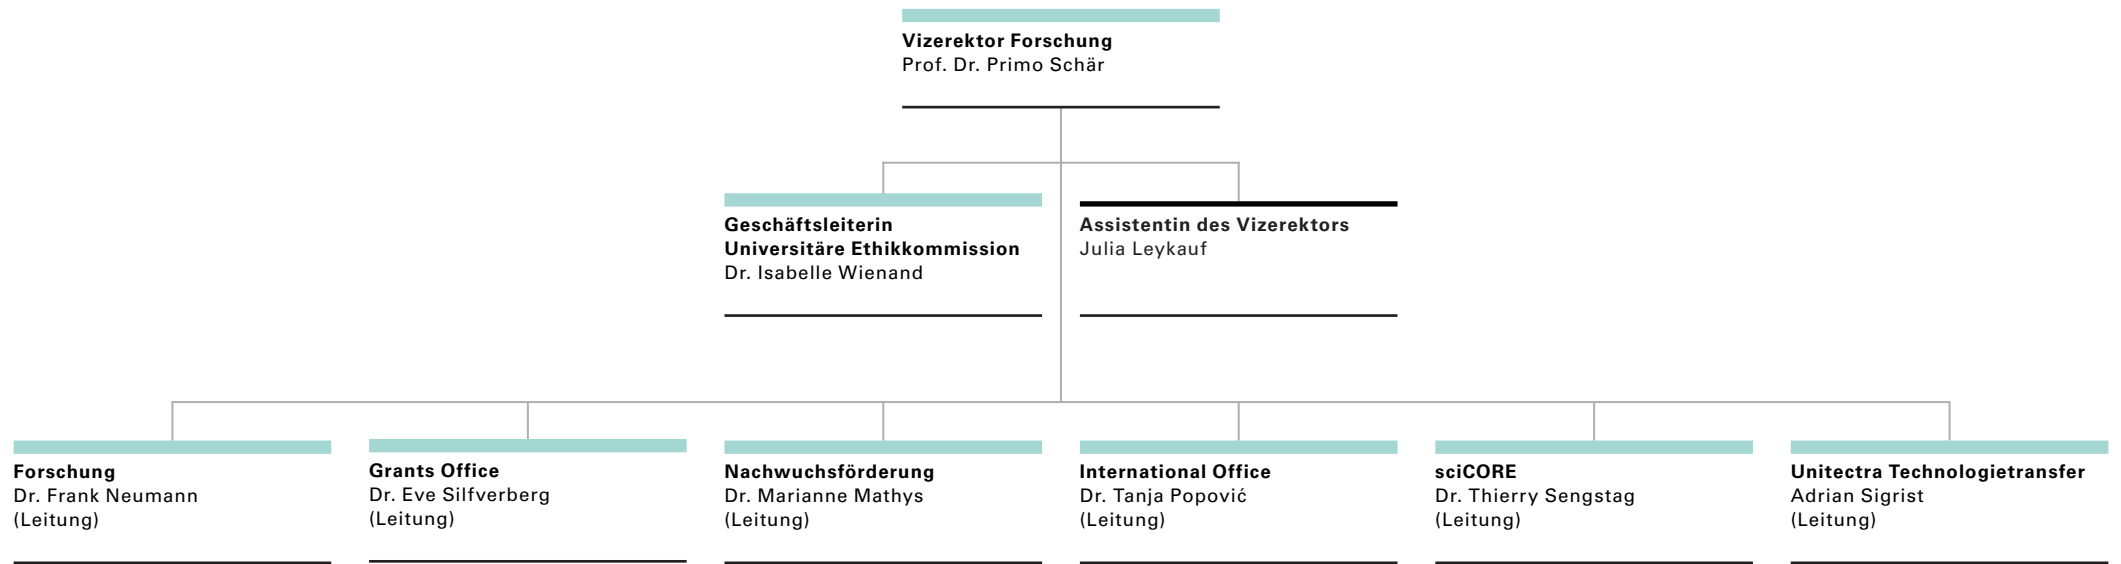 Vizerektor Forschung
Prof. Dr. Primo Schär
Geschäftsleiterin
Universitäre Ethikkommission
Dr. Isabelle Wienand
Assistentin des Vizerektors
Julia Leykauf
Forschung
Dr. Frank Neumann
(Leitung)
Grants Office
Dr. Eve Silfverberg
(Leitung)
Nachwuchsförderung
Dr. Marianne Mathys
(Leitung)
International Office
Dr. Tanja Popović
(Leitung)
sciCORE
Dr. Thierry Sengstag
(Leitung)
Unitectra Technologietransfer
Adrian Sigrist
(Leitung)